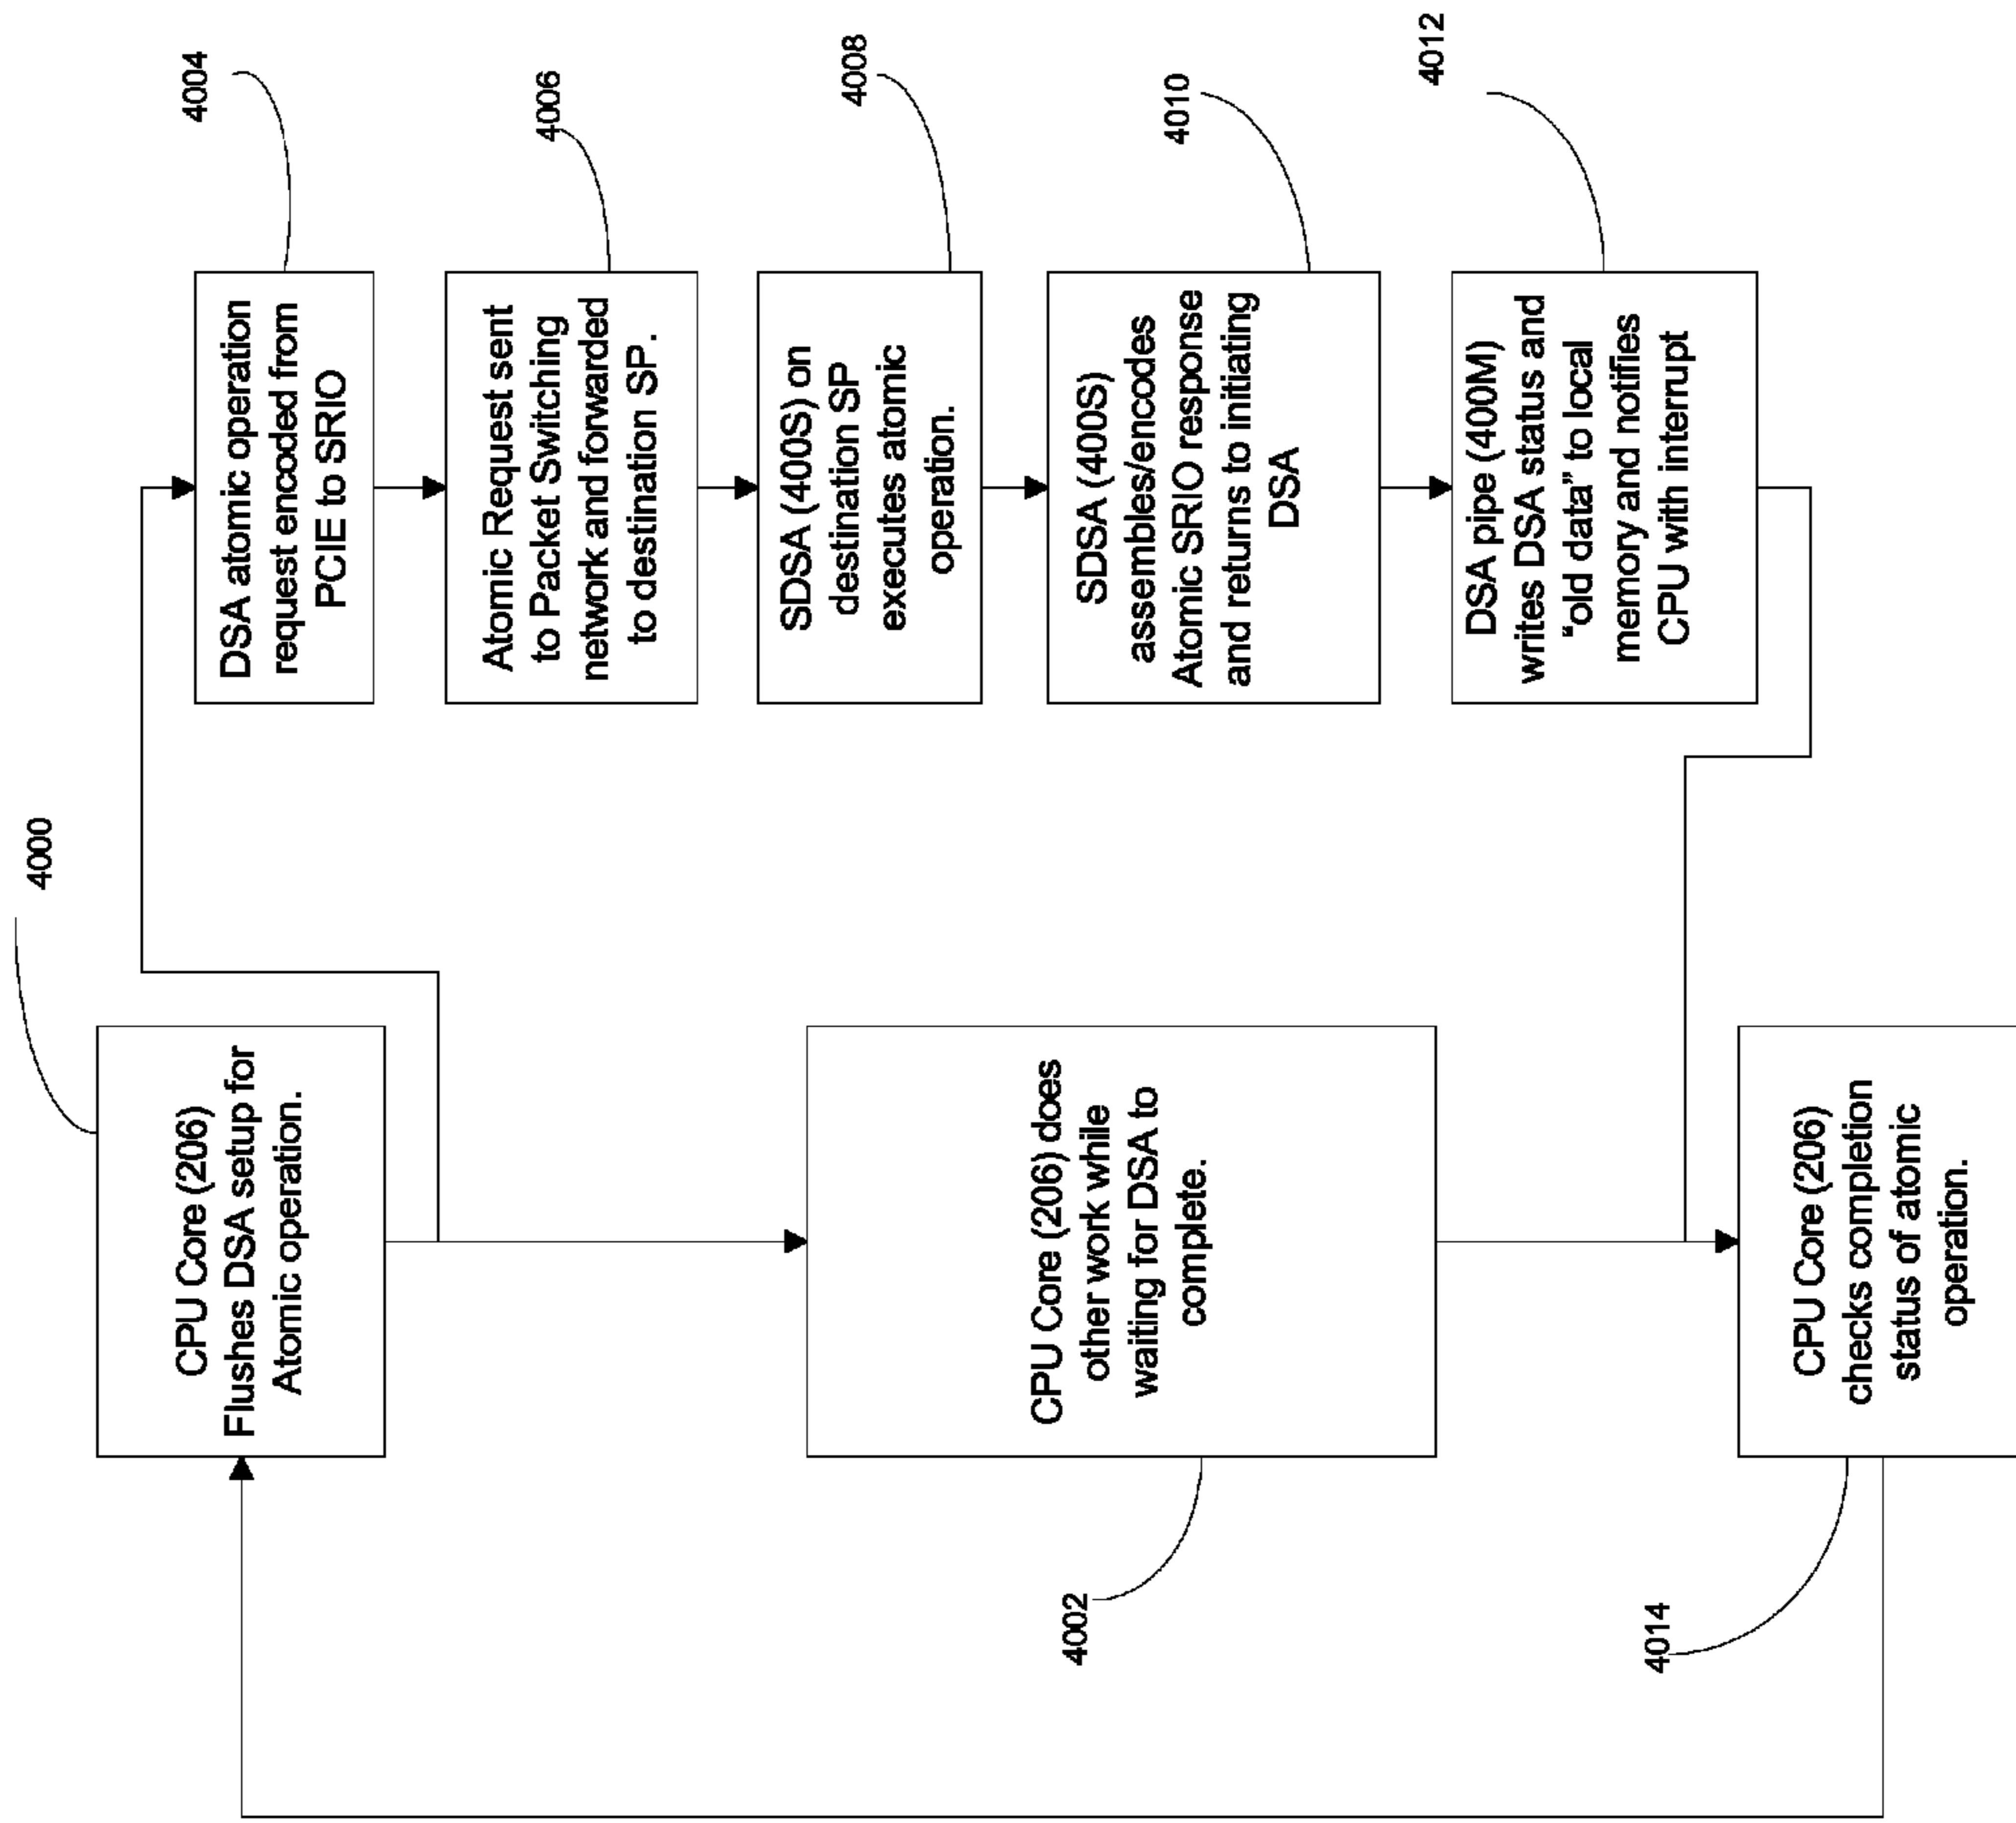 4000
CPU Core (206)
Flushes DSA setup for
Atomic operation.
4002
CPU Core (206) does
other work while
waiting for DSA to
complete.
4014
CPU Core (206)
checks completion
status of atomic
operation.
4004
DSA atomic operation
request encoded from
PCIE to SRIO
4006
Atomic Request sent
to Packet Switching
network and forwarded
to destination SP.
4008
SDSA (400S) on
destination SP
executes atomic
operation.
4010
SDSA (400S)
assembles/encodes
Atomic SRIO response
and returns to initiating
DSA
4012
DSA pipe (400M)
writes DSA status and
“old data” to local
memory and notifies
CPU with interrupt